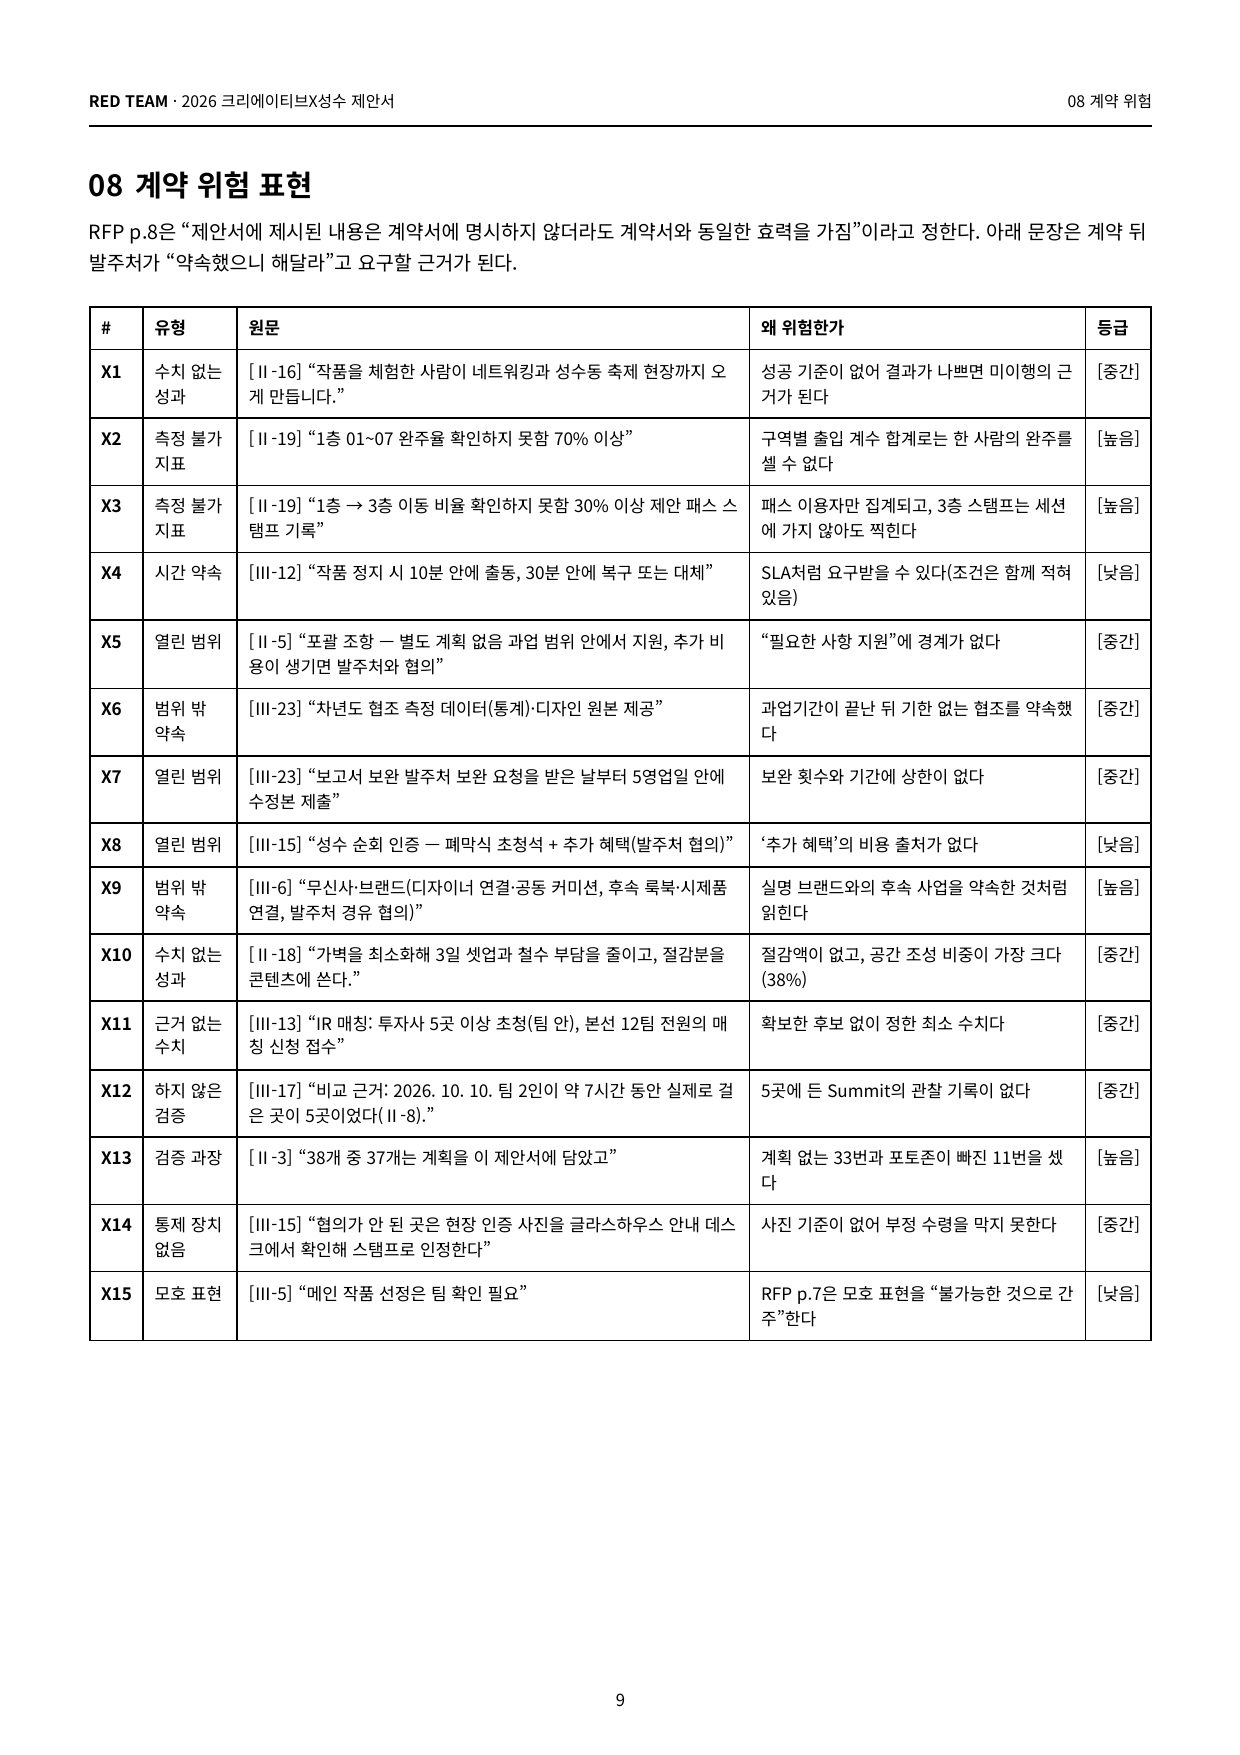 RED TEAM · 2026 크리에이티브X성수 제안서
08 계약 위험
08 계약 위험 표현
RFP p.8은 “제안서에 제시된 내용은 계약서에 명시하지 않더라도 계약서와 동일한 효력을 가짐”이라고 정한다. 아래 문장은 계약 뒤
발주처가 “약속했으니 해달라”고 요구할 근거가 된다.
# 유형 원문 왜 위험한가 등급
X1 수치 없는 [Ⅱ-16] “작품을 체험한 사람이 네트워킹과 성수동 축제 현장까지 오 성공 기준이 없어 결과가 나쁘면 미이행의 근 [중간]
성과 게 만듭니다.” 거가 된다
X2 측정 불가 [Ⅱ-19] “1층 01~07 완주율 확인하지 못함 70% 이상” 구역별 출입 계수 합계로는 한 사람의 완주를 [높음]
지표 셀 수 없다
X3 측정 불가 [Ⅱ-19] “1층 → 3층 이동 비율 확인하지 못함 30% 이상 제안 패스 스 패스 이용자만 집계되고, 3층 스탬프는 세션 [높음]
지표 탬프 기록” 에 가지 않아도 찍힌다
X4 시간 약속 [III-12] “작품 정지 시 10분 안에 출동, 30분 안에 복구 또는 대체” SLA처럼 요구받을 수 있다(조건은 함께 적혀 [낮음]
있음)
X5 열린 범위 [Ⅱ-5] “포괄 조항 — 별도 계획 없음 과업 범위 안에서 지원, 추가 비 “필요한 사항 지원”에 경계가 없다 [중간]
용이 생기면 발주처와 협의”
X6 범위 밖 [III-23] “차년도 협조 측정 데이터(통계)·디자인 원본 제공” 과업기간이 끝난 뒤 기한 없는 협조를 약속했 [중간]
약속 다
X7 열린 범위 [III-23] “보고서 보완 발주처 보완 요청을 받은 날부터 5영업일 안에 보완 횟수와 기간에 상한이 없다 [중간]
수정본 제출”
X8 열린 범위 [III-15] “성수 순회 인증 — 폐막식 초청석 + 추가 혜택(발주처 협의)” ‘추가 혜택’의 비용 출처가 없다 [낮음]
X9 범위 밖 [III-6] “무신사·브랜드(디자이너 연결·공동 커미션, 후속 룩북·시제품 실명 브랜드와의 후속 사업을 약속한 것처럼 [높음]
약속 연결, 발주처 경유 협의)” 읽힌다
X10 수치 없는 [Ⅱ-18] “가벽을 최소화해 3일 셋업과 철수 부담을 줄이고, 절감분을 절감액이 없고, 공간 조성 비중이 가장 크다 [중간]
성과 콘텐츠에 쓴다.” (38%)
X11 근거 없는 [III-13] “IR 매칭: 투자사 5곳 이상 초청(팀 안), 본선 12팀 전원의 매 확보한 후보 없이 정한 최소 수치다 [중간]
수치 칭 신청 접수”
X12 하지 않은 [III-17] “비교 근거: 2026. 10. 10. 팀 2인이 약 7시간 동안 실제로 걸 5곳에 든 Summit의 관찰 기록이 없다 [중간]
검증 은 곳이 5곳이었다(Ⅱ-8).”
X13 검증 과장 [Ⅱ-3] “38개 중 37개는 계획을 이 제안서에 담았고” 계획 없는 33번과 포토존이 빠진 11번을 셌 [높음]
다
X14 통제 장치 [III-15] “협의가 안 된 곳은 현장 인증 사진을 글라스하우스 안내 데스 사진 기준이 없어 부정 수령을 막지 못한다 [중간]
없음 크에서 확인해 스탬프로 인정한다”
X15 모호 표현 [III-5] “메인 작품 선정은 팀 확인 필요” RFP p.7은 모호 표현을 “불가능한 것으로 간 [낮음]
주”한다
9